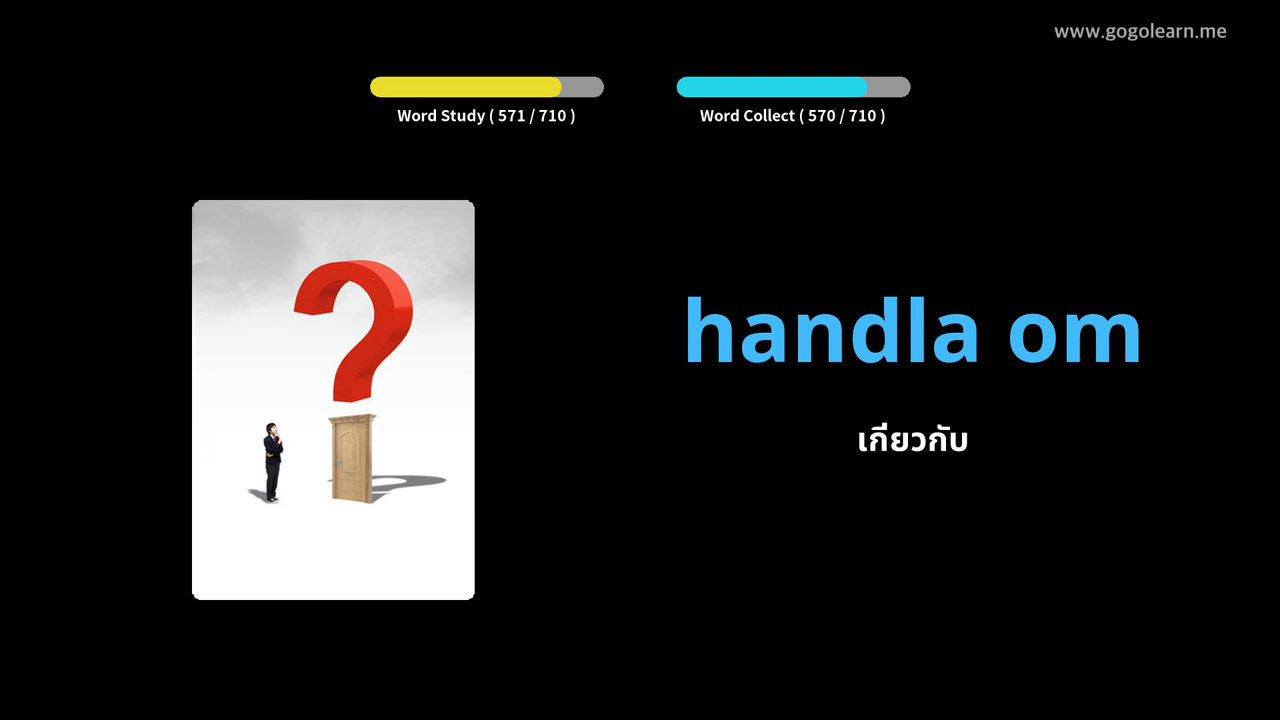 www.gogolearn.me
Word Study ( 571 / 710 )
Word Collect ( 570 / 710 )
handla om
เกี่ยวกับ